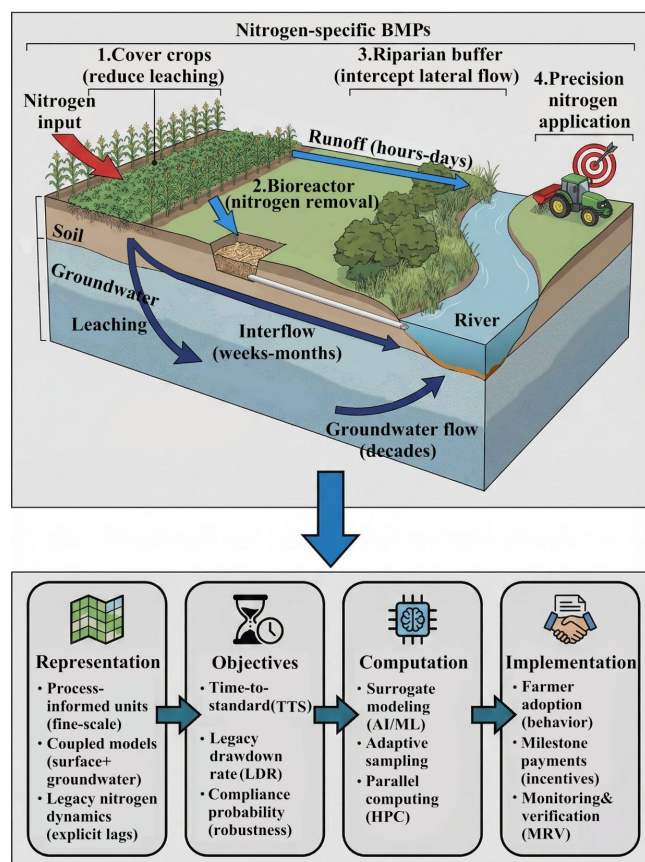 Nitrogen-specific BMPs
1.Cover crops
(reduce leaching)
3.Riparian buffer
(intercept lateral flow)
4.Precision
nitrogen
application
Nitrogen
input
Runoff (hours-days)
2.Bioreactor
(nitrogen removal)
Soil
Groundwater
Leaching
Interflow
(weeks-months)
River
Groundwater flow
(decades)
Representation
· Process-
informed units
(fine-scale)
· Coupled models
(surface+
groundwater)
· Legacy nitrogen
dynamics
(explicit lags)
Objectives
· Time-to-
standard(TTS)
· Legacy
drawdown
rate(LDR)
· Compliance
probability
(robustness)
Computation
· Surrogate
modeling
(AI/ML)
· Adaptive
sampling
· Parallel
computing
(HPC)
Implementation
· Farmer
adoption
(behavior)
· Milestone
payments
(incentives)
· Monitoring&
verification
(MRV)